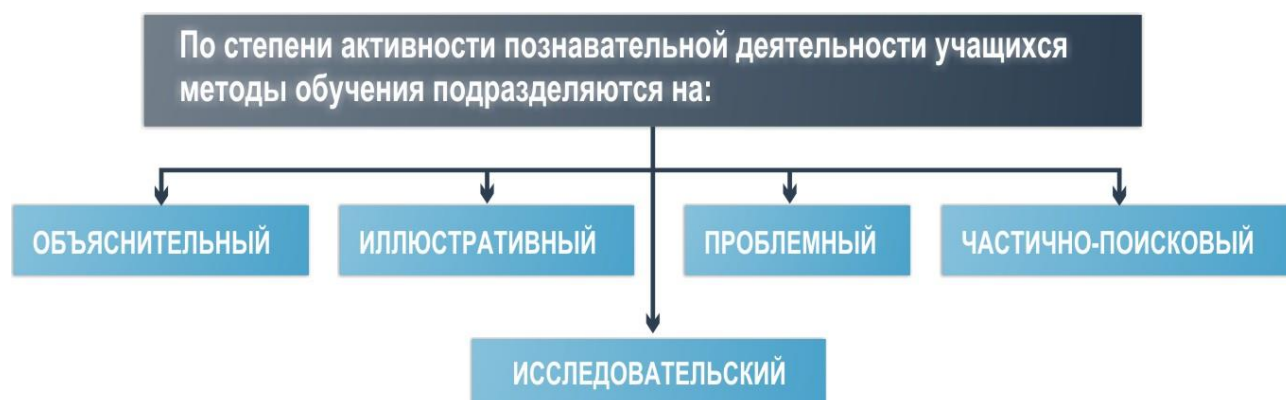 По степени активности познавательной деятельности учащихся
методы обучения подразделяются на:
ОБЪЯСНИТЕЛЬНЫЙ
ИЛЛЮСТРАТИВНЫЙ
ПРОБЛЕМНЫЙ
ЧАСТИЧНО-ПОИСКОВЫЙ
ИССЛЕДОВАТЕЛЬСКИЙ